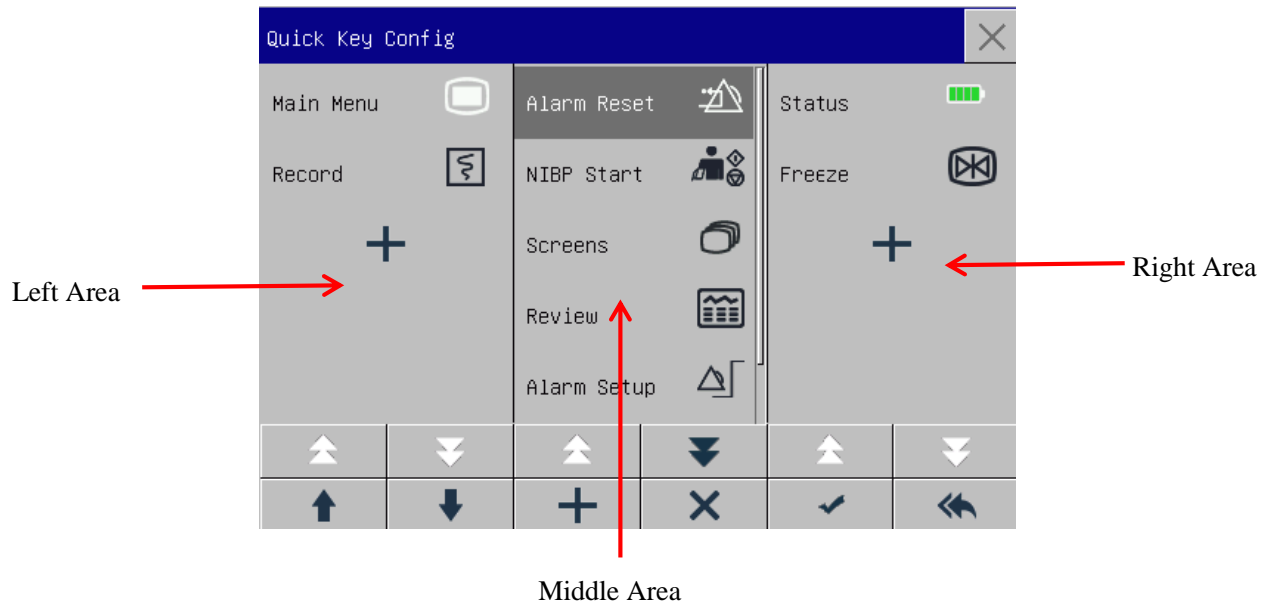 Quick Key Config
Main Menu
Alarm Reset
Status
Record
NIBP Start
Freeze
Screens
Left Area
Right Area
Review
Alarm Setup
Middle Area